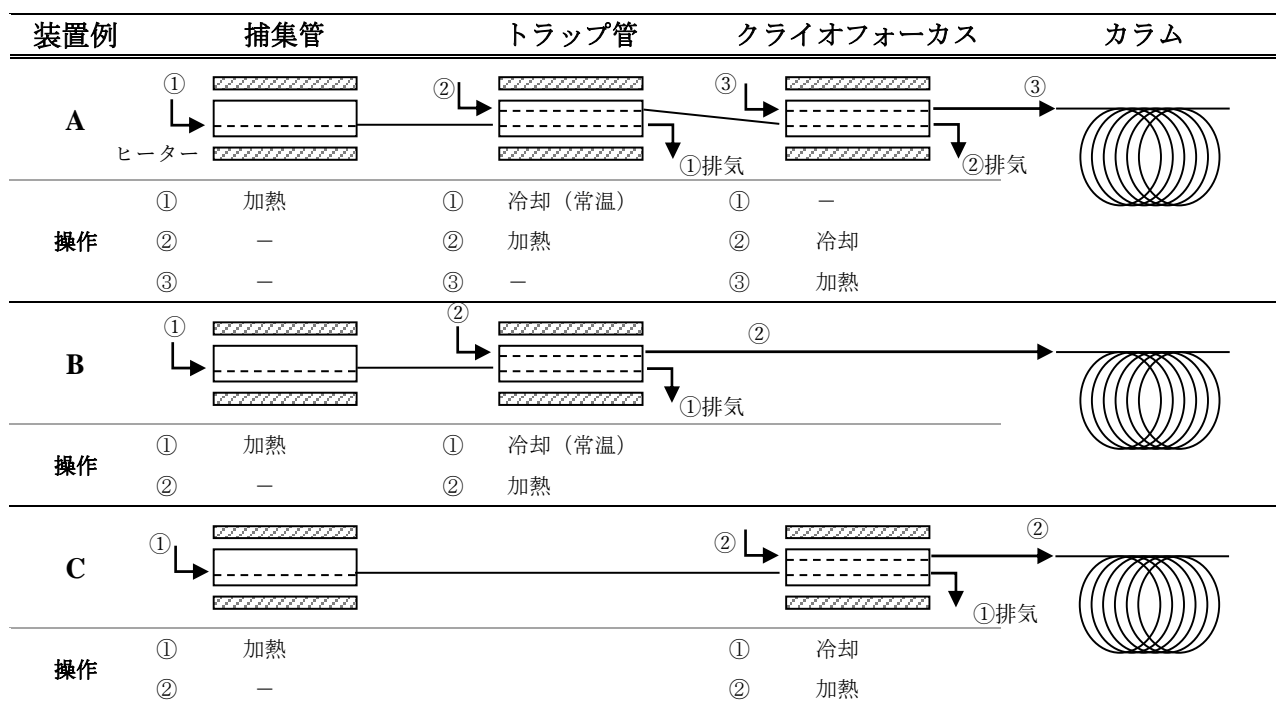 装置例 捕集管 トラップ管 クライオフォーカス カラム
① ② ③ ③
A
ヒーター ①排気 ②排気
① 加熱 ① 冷却（常温） ① －
操作 ② － ② 加熱 ② 冷却
③ － ③ － ③ 加熱
① ② ②
B
①排気
① 加熱 ① 冷却（常温）
操作
② － ② 加熱
① ② ②
C
①排気
① 加熱 ① 冷却
操作
② － ② 加熱